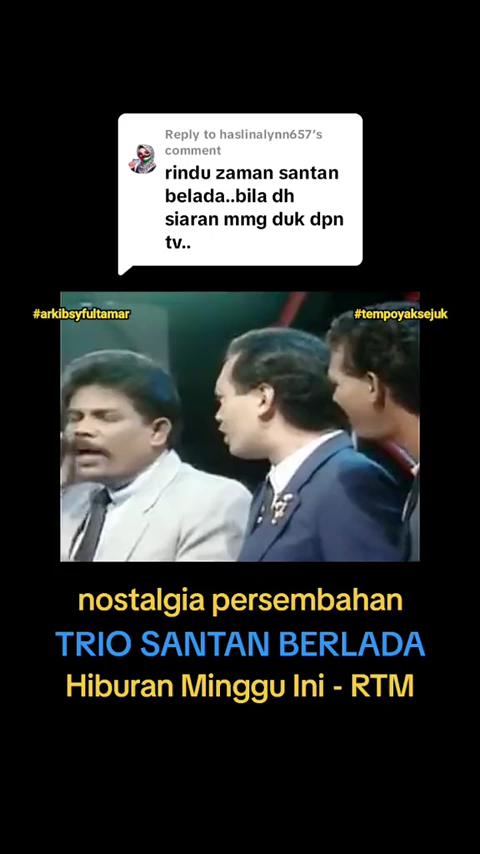 Reply to haslinalynn657's
comment
rindu zaman santan
belada..bila dh
siaran mmg duk dpn
tv..
#arkibsyfultamar
#tempoyaksejuk
nostalgia persembahan
TRIO SANTAN BERLADA
Hiburan Minggu Ini - RTM